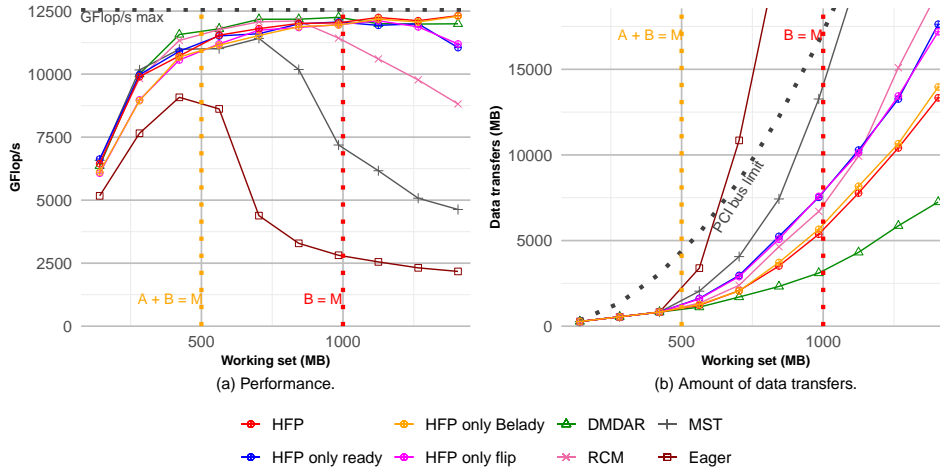 12500
10000
7500
5000
2500
0
GFlop/s
GFlop/s max
A + B = M
B = M
500
1000
Working set (MB)
(a) Performance.
15000
10000
5000
0
Data transfers (MB)
A + B = M
B = M
PCI bus limit
500
1000
Working set (MB)
(b) Amount of data transfers.
HFP
HFP only Belady
DMDAR
MST
HFP only ready
HFP only flip
RCM
Eager